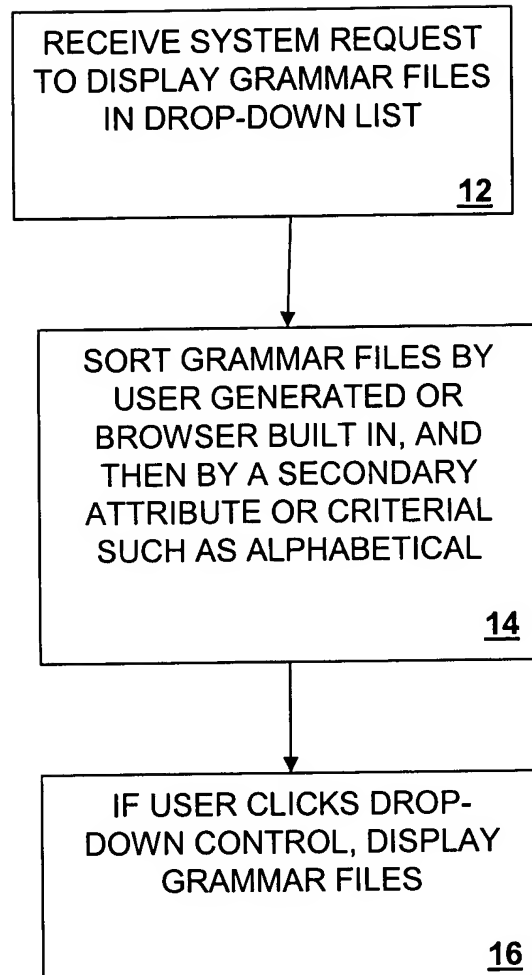 RECEIVE SYSTEM REQUEST
TO DISPLAY GRAMMAR FILES
IN DROP-DOWN LIST
12
SORT GRAMMAR FILES BY
USER GENERATED OR
BROWSER BUILT IN, AND
THEN BY A SECONDARY
ATTRIBUTE OR CRITERIAL
SUCH AS ALPHABETICAL
14
IF USER CLICKS DROP-
DOWN CONTROL, DISPLAY
GRAMMAR FILES
16